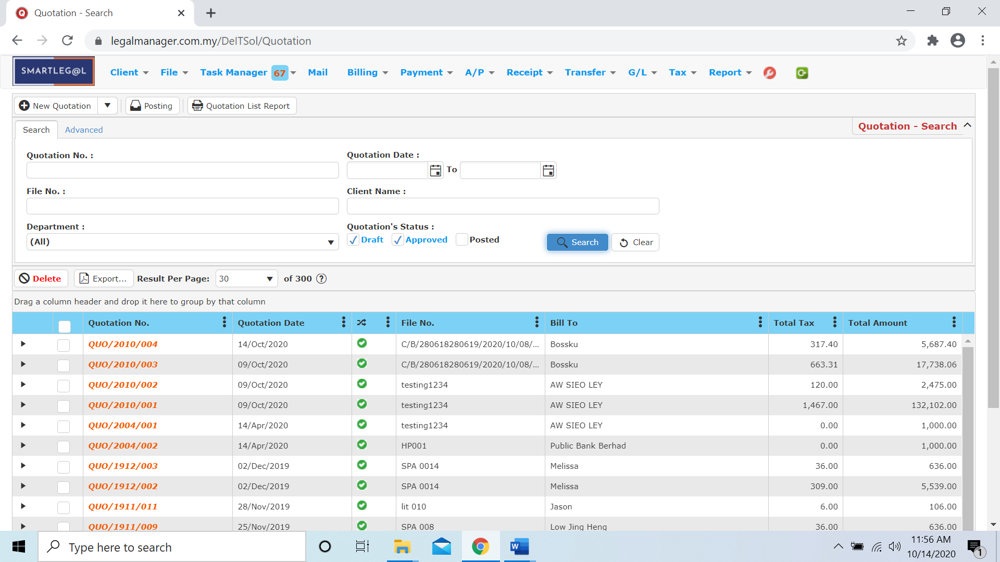 Quotation - Search
legalmanager.com.my/DeITSol/Quotation
SMARTLEG@L Client File Task Manager 67 Mail Billing Payment A/P Receipt Transfer G/L Tax Report
New Quotation Posting Quotation List Report
Search Advanced Quotation - Search
Quotation No. : Quotation Date :
To
File No. : Client Name :
Department : Quotation's Status :
(All) Draft Approved Posted Search Clear
Delete Export... Result Per Page: 30 of 300 ?
Drag a column header and drop it here to group by that column
Quotation No. Quotation Date File No. Bill To Total Tax Total Amount
QUO/2010/004 14/Oct/2020 C/B/280618280619/2020/10/08/... Bossku 317.40 5,687.40
QUO/2010/003 09/Oct/2020 C/B/280618280619/2020/10/08/... Bossku 663.31 17,738.06
QUO/2010/002 09/Oct/2020 testing1234 AW SIEO LEY 120.00 2,475.00
QUO/2010/001 09/Oct/2020 testing1234 AW SIEO LEY 1,467.00 132,102.00
QUO/2004/001 14/Apr/2020 testing1234 AW SIEO LEY 0.00 1,000.00
QUO/2004/002 14/Apr/2020 HP001 Public Bank Berhad 0.00 1,000.00
QUO/1912/003 02/Dec/2019 SPA 0014 Melissa 36.00 636.00
QUO/1912/002 02/Dec/2019 SPA 0014 Melissa 309.00 5,539.00
QUO/1911/011 28/Nov/2019 lit 010 Jason 6.00 106.00
QUO/1911/009 25/Nov/2019 SPA 008 Low Jing Heng 36.00 636.00
Type here to search
11:56 AM
10/14/2020
1